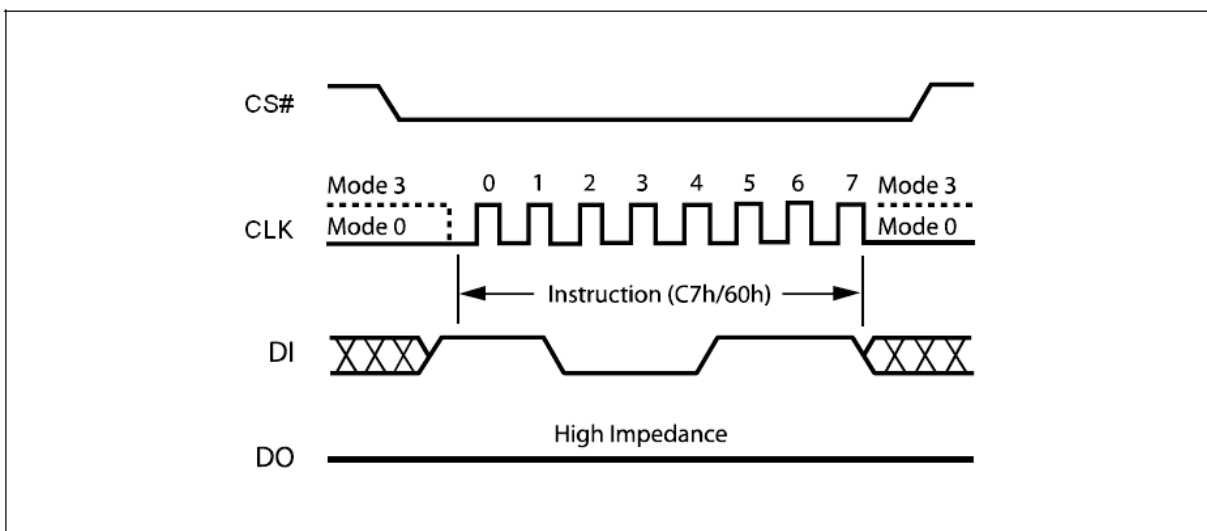 CS#
Mode 3 0 1 2 3 4 5 6 7 Mode 3
CLK Mode 0 Mode 0
Instruction (C7h/60h)
DI
High Impedance
DO